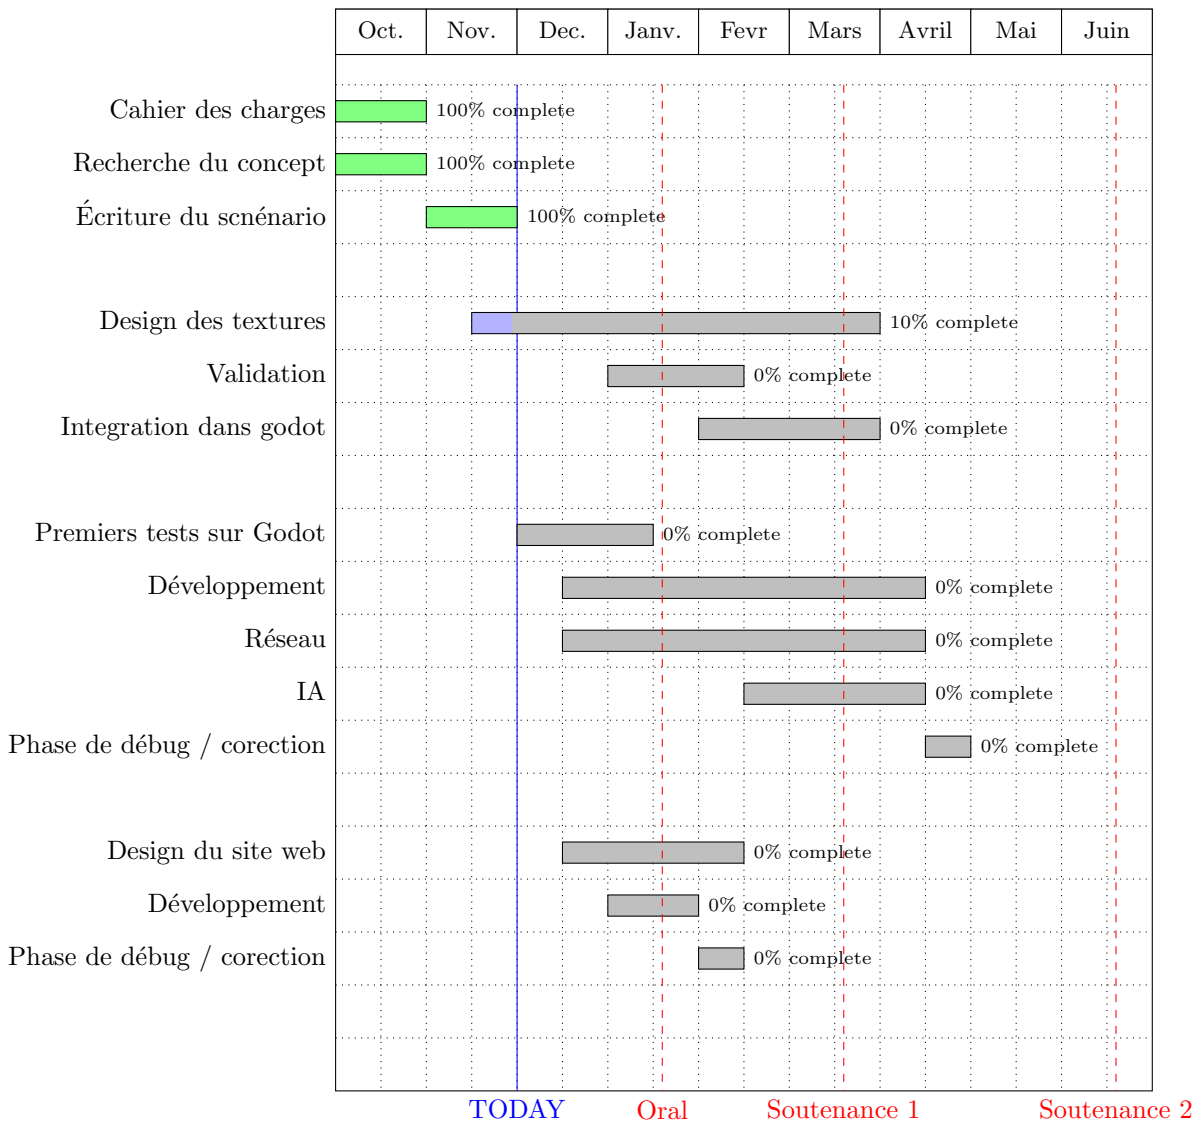 Oct. Nov. Dec. Janv. Fevr Mars Avril Mai Juin
Cahier des charges 100% complete
Recherche du concept 100% complete
Écriture du scnénario 100% complete
Design des textures 10% complete
Validation 0% complete
Integration dans godot 0% complete
Premiers tests sur Godot 0% complete
Développement 0% complete
Réseau 0% complete
IA 0% complete
Phase de débug / corection 0% complete
Design du site web 0% complete
Développement 0% complete
Phase de débug / corection 0% complete
TODAY Oral Soutenance 1 Soutenance 2